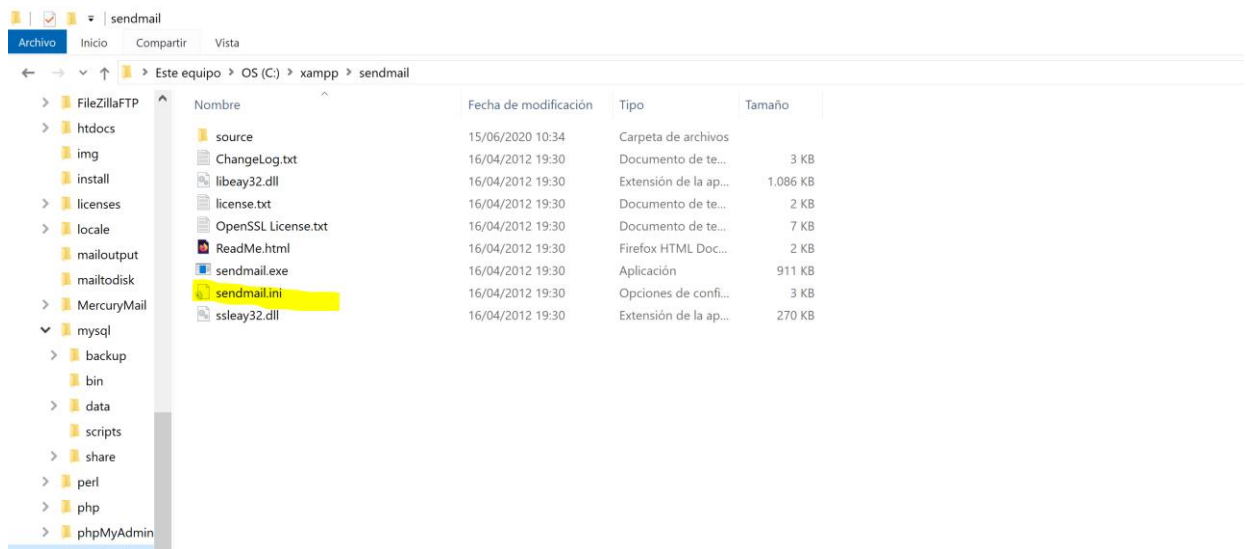 sendmail
Archivo Inicio Compartir Vista
Este equipo > OS (C:) > xampp > sendmail
FileZillaFTP
htdocs
img
install
licenses
locale
mailoutput
mailtodisk
MercuryMail
mysql
backup
bin
data
scripts
share
perl
php
phpMyAdmin
Nombre Fecha de modificación Tipo Tamaño
source 15/06/2020 10:34 Carpeta de archivos
ChangeLog.txt 16/04/2012 19:30 Documento de te... 3 KB
libeay32.dll 16/04/2012 19:30 Extensión de la ap... 1.086 KB
license.txt 16/04/2012 19:30 Documento de te... 2 KB
OpenSSL License.txt 16/04/2012 19:30 Documento de te... 7 KB
ReadMe.html 16/04/2012 19:30 Firefox HTML Doc... 2 KB
sendmail.exe 16/04/2012 19:30 Aplicación 911 KB
sendmail.ini 16/04/2012 19:30 Opciones de confi... 3 KB
ssleay32.dll 16/04/2012 19:30 Extensión de la ap... 270 KB